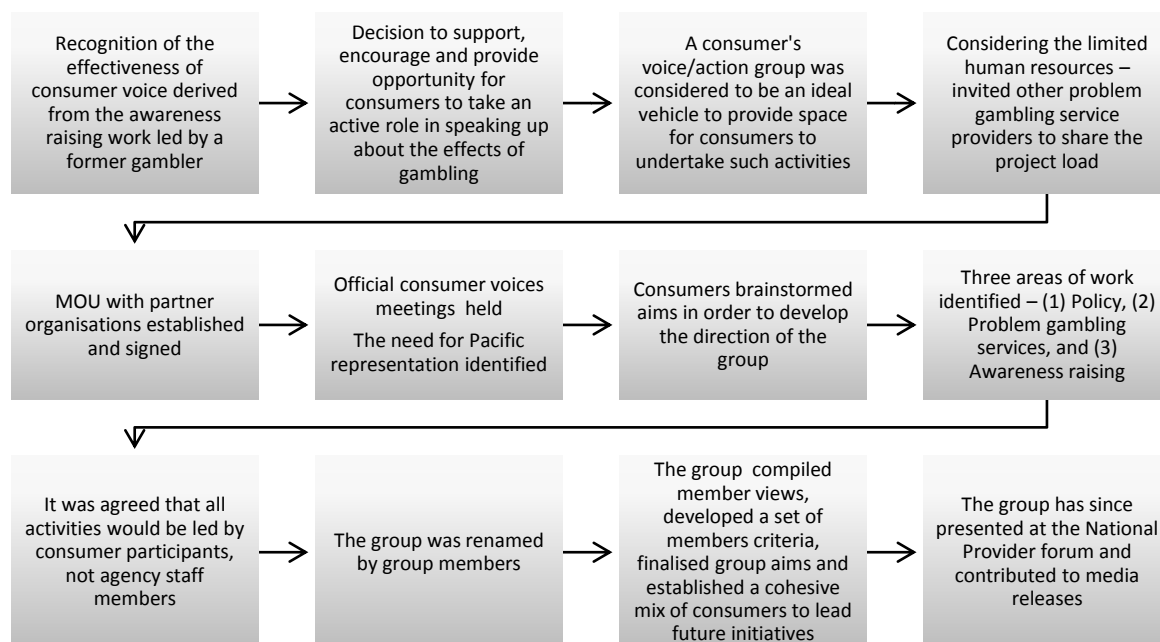 Recognition of the
effectiveness of
consumer voice derived
from the awareness
raising work led by a
former gambler
Decision to support,
encourage and provide
opportunity for
consumers to take an
active role in speaking up
about the effects of
gambling
A consumer's
voice/action group was
considered to be an ideal
vehicle to provide space
for consumers to
undertake such activities
Considering the limited
human resources –
invited other problem
gambling service
providers to share the
project load
MOU with partner
organisations established
and signed
Official consumer voices
meetings held
The need for Pacific
representation identified
Consumers brainstormed
aims in order to develop
the direction of the
group
Three areas of work
identified – (1) Policy, (2)
Problem gambling
services, and (3)
Awareness raising
It was agreed that all
activities would be led by
consumer participants,
not agency staff
members
The group was renamed
by group members
The group compiled
member views,
developed a set of
members criteria,
finalised group aims and
established a cohesive
mix of consumers to lead
future initiatives
The group has since
presented at the National
Provider forum and
contributed to media
releases